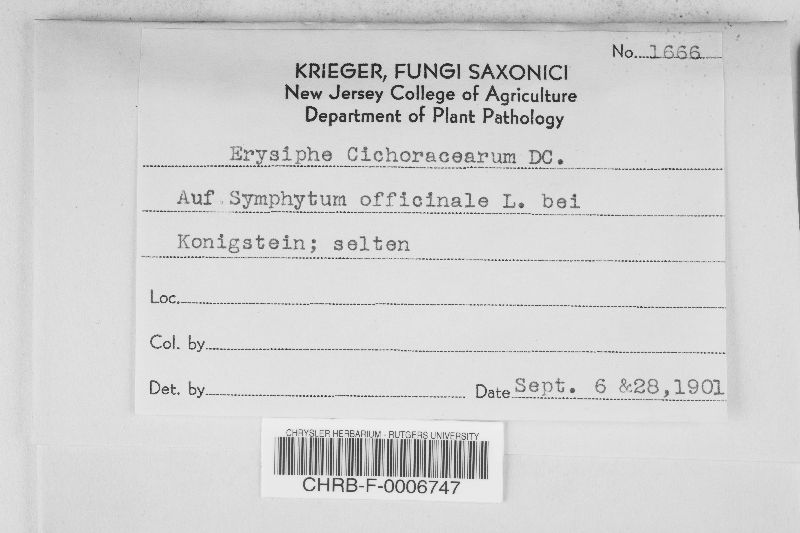 No. 1666
KRIEGER, FUNGI SAXONICI
New Jersey College of Agriculture
Department of Plant Pathology
Erysiphe Cichoracearum DC.
Auf Symphytum officinale L. bei
Konigstein; selten
Loc.
Col. by
Det. by Date Sept. 6 &28,1901
CHRYSLER HERBARIUM - RUTGERS UNIVERSITY
CHRB-F-0006747